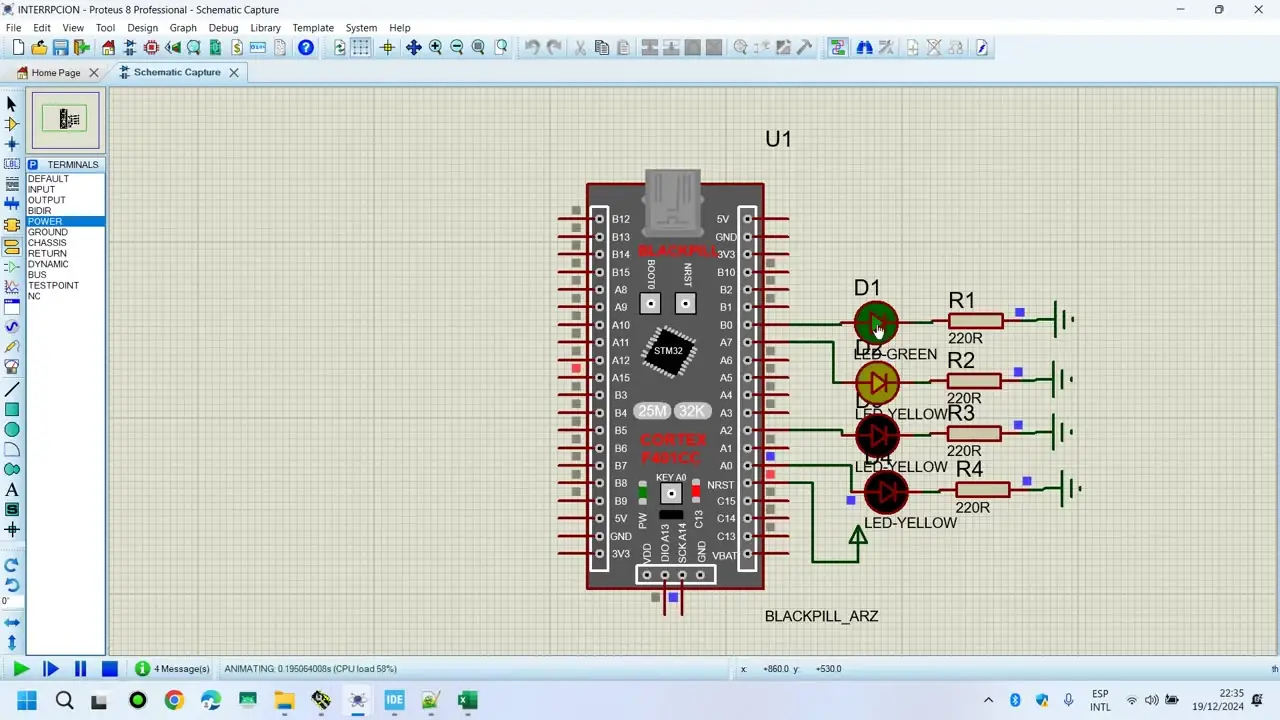 INTERRPCION - Proteus 8 Professional - Schematic Capture
File Edit View Tool Design Graph Debug Library Template System Help
Home Page
Schematic Capture
P TERMINALS
DEFAULT
INPUT
OUTPUT
BIDIR
POWER
GROUND
CHASSIS
RETURN
DYNAMIC
BUS
TESTPOINT
NC
LBL
A
S
0°
U1
BLACKPILL
BOOT0
NRST
STM32
25M 32K
CORTEX
F401CC
KEY A0
PW
C13
VDD
DIO A13
SCK A14
GND
B12
B13
B14
B15
A8
A9
A10
A11
A12
A15
B3
B4
B5
B6
B7
B8
B9
5V
GND
3V3
5V
GND
3V3
B10
B2
B1
B0
A7
A6
A5
A4
A3
A2
A1
A0
NRST
C15
C14
C13
VBAT
BLACKPILL_ARZ
D1
LED-GREEN
R1
220R
D2
LED-YELLOW
R2
220R
D3
LED-YELLOW
R3
220R
D4
LED-YELLOW
R4
220R
4 Message(s)
ANIMATING: 0.195064008s (CPU load 58%)
x: +860.0 y: +530.0
th
IDE
ESP
INTL
22:35
19/12/2024